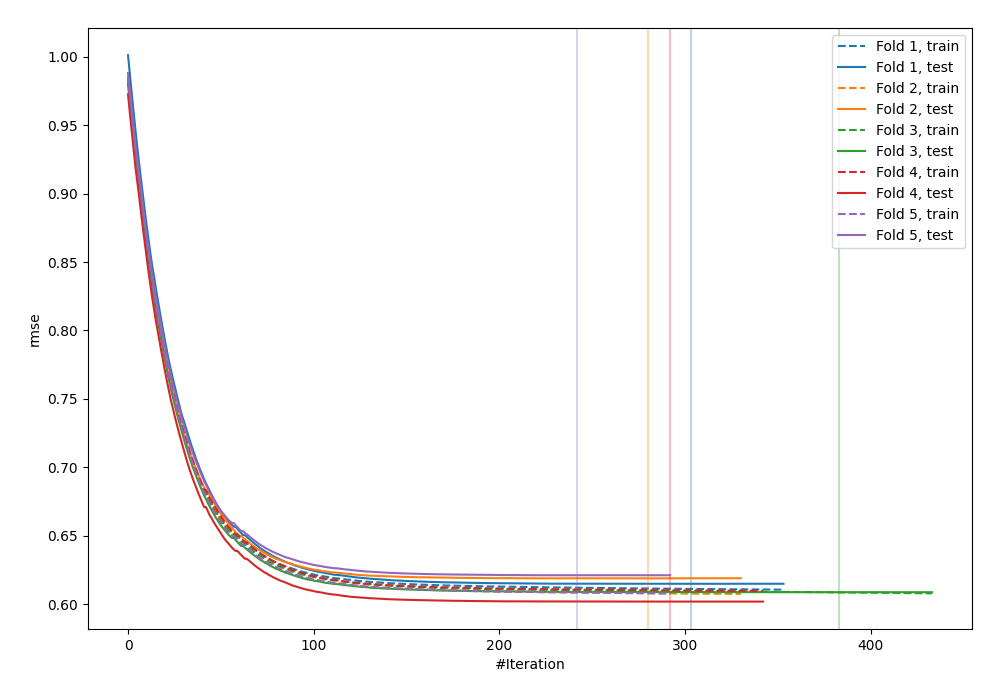 1.00
0.95
0.90
0.85
0.80
0.75
0.70
0.65
0.60
rmse
0
100
200
300
400
#Iteration
Fold 1, train
Fold 1, test
Fold 2, train
Fold 2, test
Fold 3, train
Fold 3, test
Fold 4, train
Fold 4, test
Fold 5, train
Fold 5, test